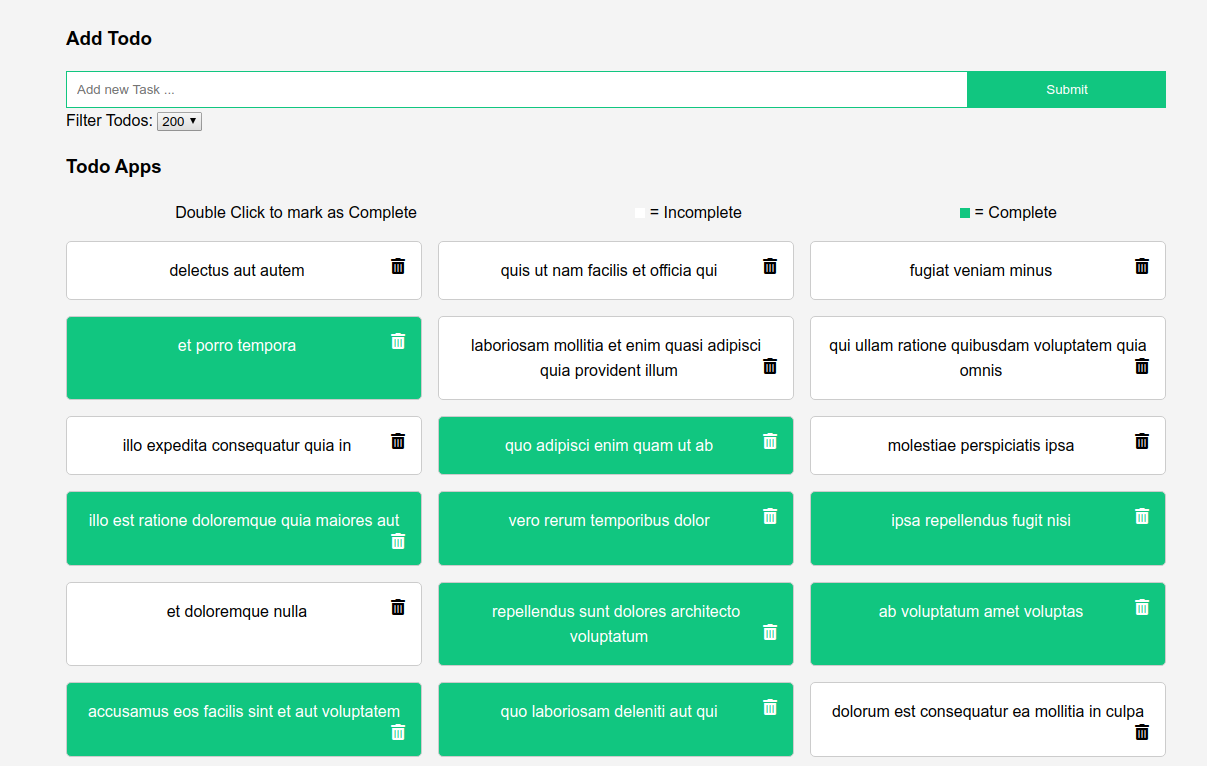 Add Todo
Add new Task ...
Submit
Filter Todos: 200
Todo Apps
Double Click to mark as Complete
= Incomplete
= Complete
delectus aut autem
quis ut nam facilis et officia qui
fugiat veniam minus
et porro tempora
laboriosam mollitia et enim quasi adipisci
quia provident illum
qui ullam ratione quibusdam voluptatem quia
omnis
illo expedita consequatur quia in
quo adipisci enim quam ut ab
molestiae perspiciatis ipsa
illo est ratione doloremque quia maiores aut
vero rerum temporibus dolor
ipsa repellendus fugit nisi
et doloremque nulla
repellendus sunt dolores architecto
voluptatum
ab voluptatum amet voluptas
accusamus eos facilis sint et aut voluptatem
quo laboriosam deleniti aut qui
dolorum est consequatur ea mollitia in culpa